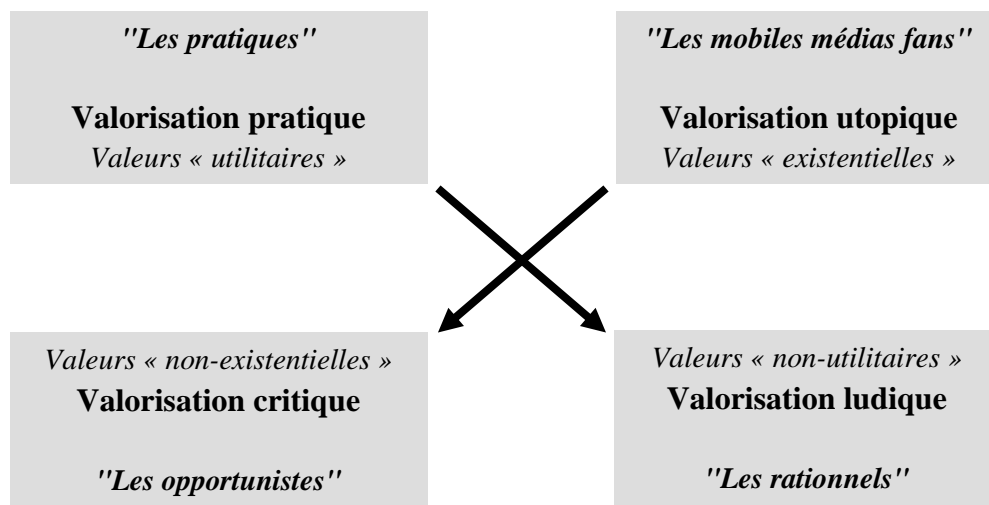 "Les pratiques"
Valorisation pratique
Valeurs « utilitaires »
"Les mobiles médias fans"
Valorisation utopique
Valeurs « existentielles »
Valeurs « non-existentielles »
Valorisation critique
"Les opportunistes"
Valeurs « non-utilitaires »
Valorisation ludique
"Les rationnels"